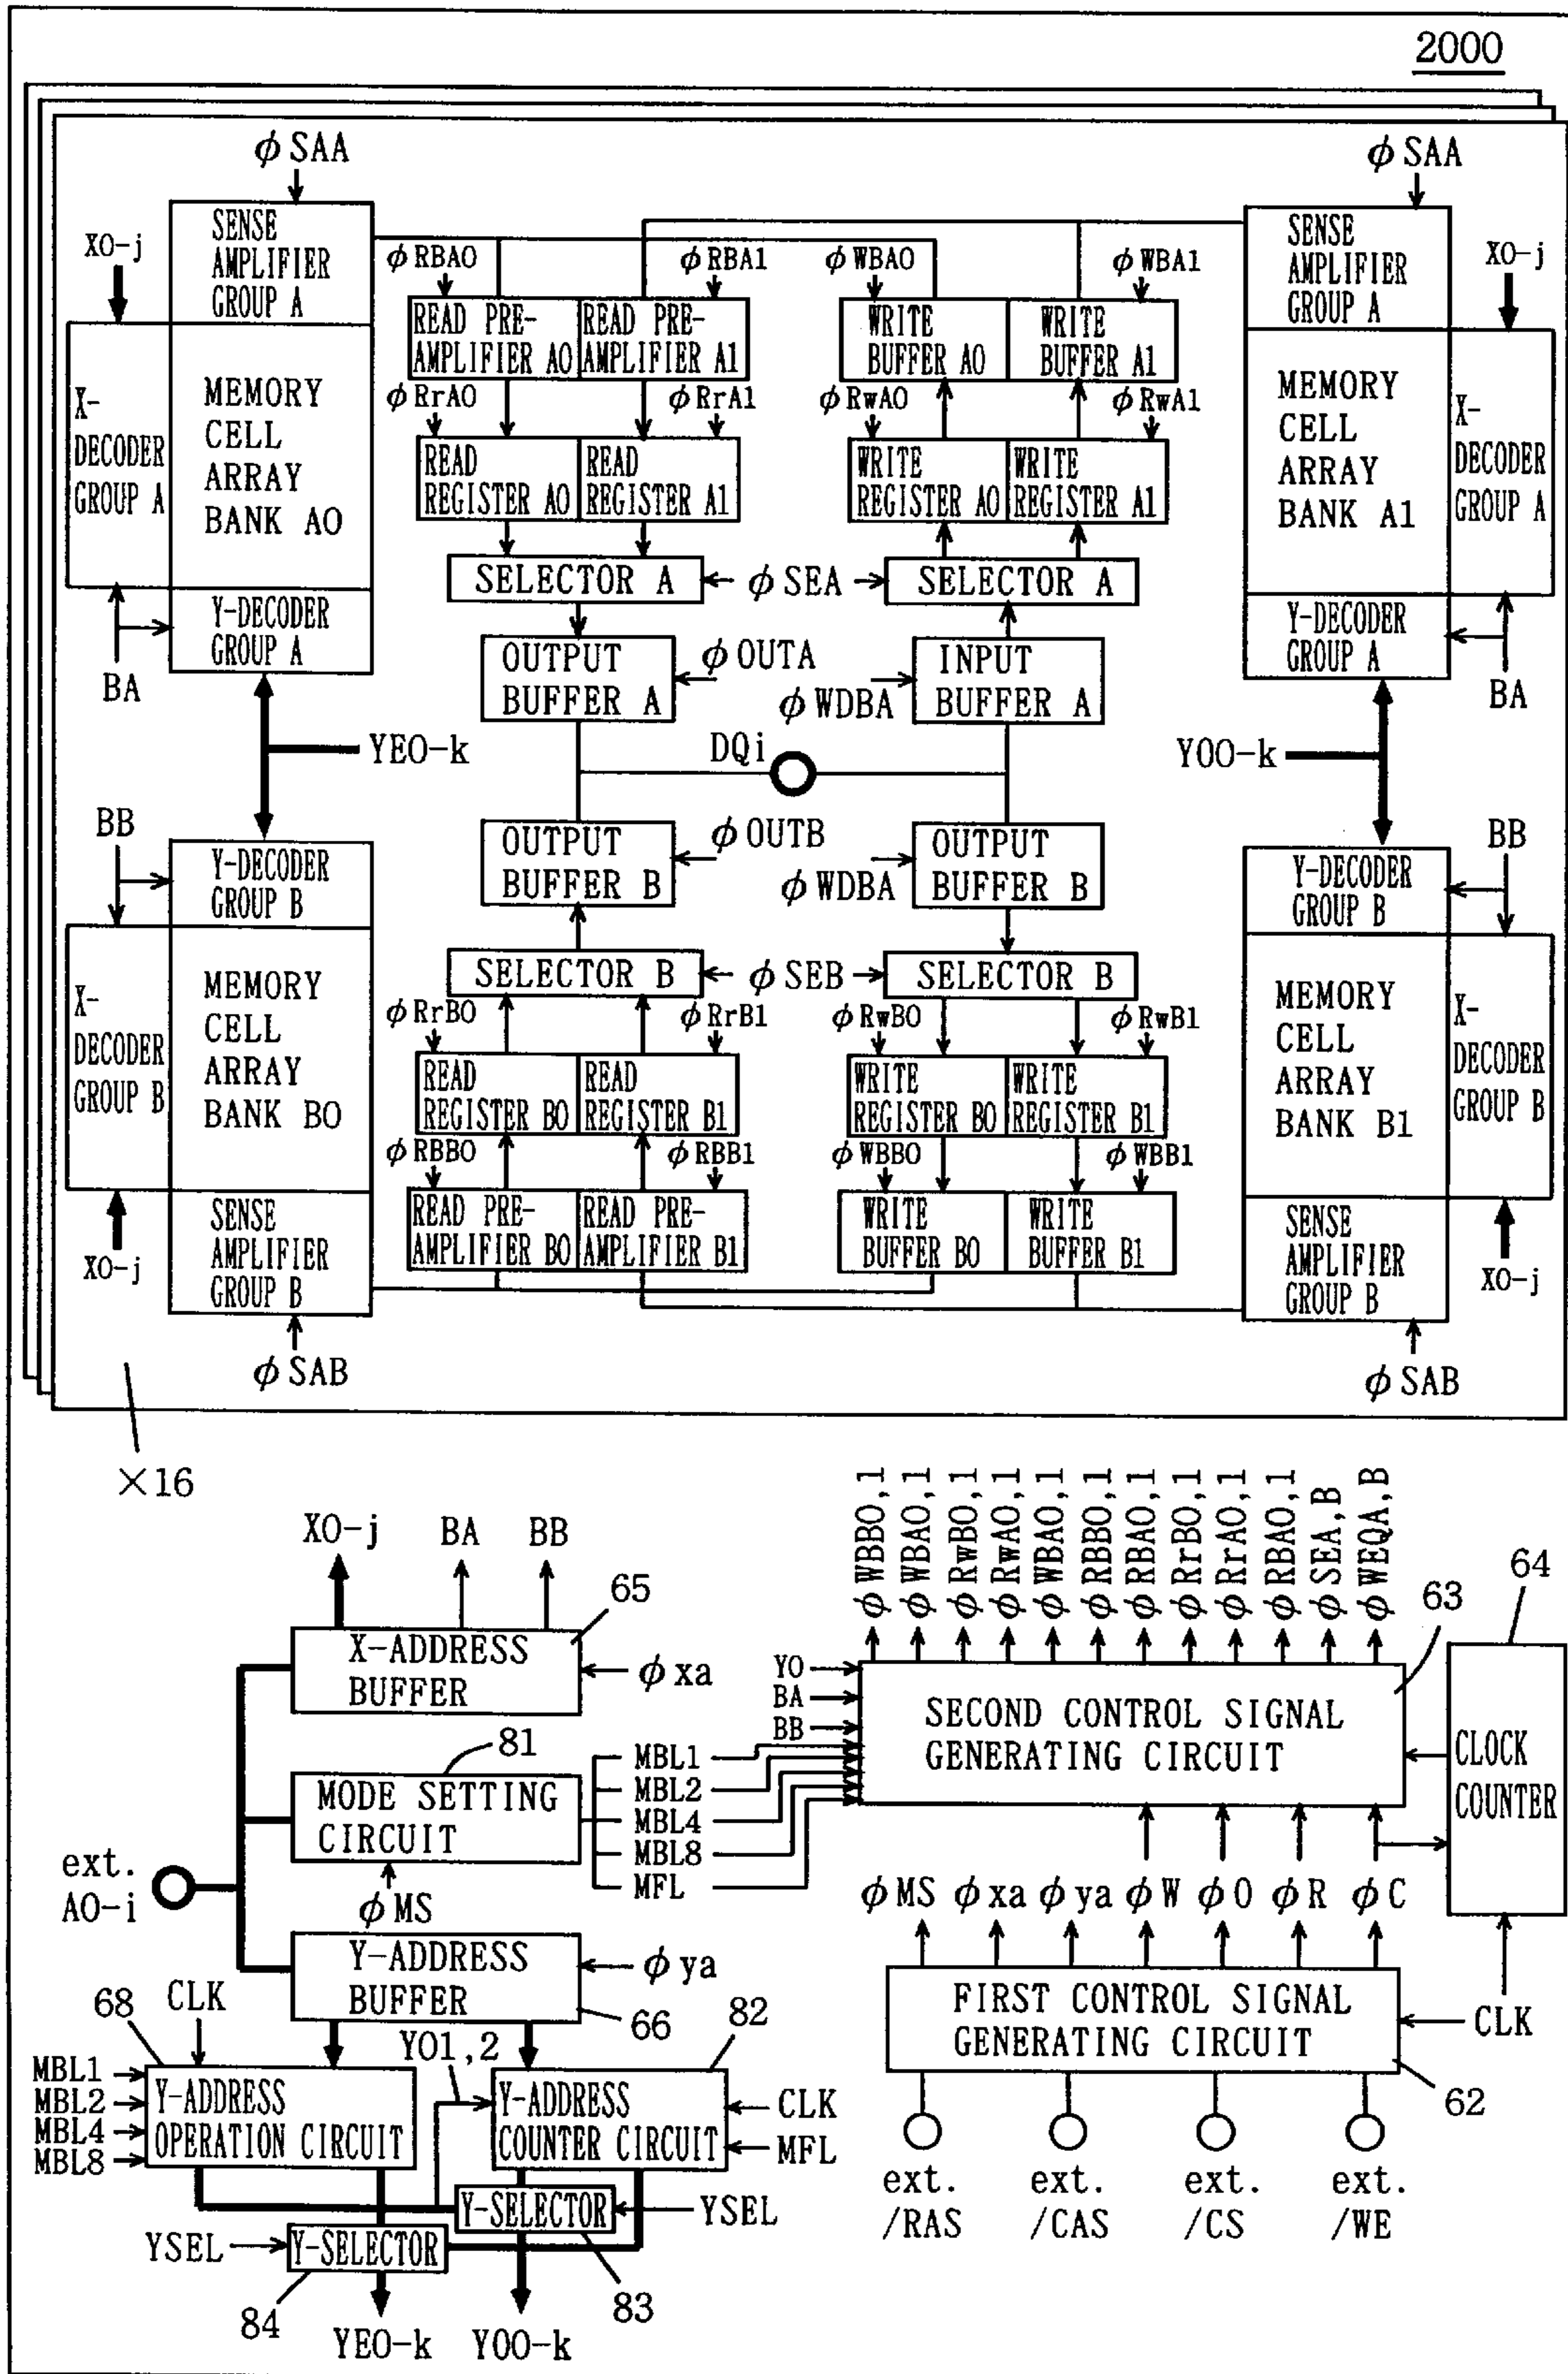 2000
φSAA
φSAA
SENSE
AMPLIFIER
GROUP A
SENSE
AMPLIFIER
GROUP A
X0-j
X0-j
φRBA0
φRBA1
φWBA0
φWBA1
READ PRE-
AMPLIFIER A0
READ PRE-
AMPLIFIER A1
WRITE
BUFFER A0
WRITE
BUFFER A1
X-
DECODER
GROUP A
MEMORY
CELL
ARRAY
BANK A0
MEMORY
CELL
ARRAY
BANK A1
X-
DECODER
GROUP A
φRrA0
φRrA1
φRwA0
φRwA1
READ
REGISTER A0
READ
REGISTER A1
WRITE
REGISTER A0
WRITE
REGISTER A1
SELECTOR A
φSEA
SELECTOR A
Y-DECODER
GROUP A
Y-DECODER
GROUP A
BA
BA
OUTPUT
BUFFER A
φOUTA
φWDBA
INPUT
BUFFER A
YE0-k
DQi
YO0-k
BB
BB
OUTPUT
BUFFER B
φOUTB
φWDBA
OUTPUT
BUFFER B
Y-DECODER
GROUP B
Y-DECODER
GROUP B
SELECTOR B
φSEB
SELECTOR B
X-
DECODER
GROUP B
MEMORY
CELL
ARRAY
BANK B0
MEMORY
CELL
ARRAY
BANK B1
X-
DECODER
GROUP B
φRrB0
φRrB1
φRwB0
φRwB1
READ
REGISTER B0
READ
REGISTER B1
WRITE
REGISTER B0
WRITE
REGISTER B1
φRBB0
φRBB1
φWBB0
φWBB1
READ PRE-
AMPLIFIER B0
READ PRE-
AMPLIFIER B1
WRITE
BUFFER B0
WRITE
BUFFER B1
SENSE
AMPLIFIER
GROUP B
SENSE
AMPLIFIER
GROUP B
X0-j
X0-j
φSAB
φSAB
×16
X0-j
BA
BB
65
X-ADDRESS
BUFFER
φxa
81
MODE SETTING
CIRCUIT
φMS
MBL1
MBL2
MBL4
MBL8
MFL
ext.
A0-i
Y-ADDRESS
BUFFER
φya
66
φWBB0,1
φWBA0,1
φRwB0,1
φRwA0,1
φWBA0,1
φRBB0,1
φRBA0,1
φRrB0,1
φRrA0,1
φRBA0,1
φSEA,B
φWEQA,B
63
64
Y0
BA
BB
SECOND CONTROL SIGNAL
GENERATING CIRCUIT
CLOCK
COUNTER
φMS
φxa
φya
φW
φO
φR
φC
FIRST CONTROL SIGNAL
GENERATING CIRCUIT
CLK
62
ext.
/RAS
ext.
/CAS
ext.
/CS
ext.
/WE
68
CLK
Y01,2
82
MBL1
MBL2
MBL4
MBL8
Y-ADDRESS
OPERATION CIRCUIT
Y-ADDRESS
COUNTER CIRCUIT
CLK
MFL
Y-SELECTOR
YSEL
YSEL
Y-SELECTOR
84
83
YE0-k
YO0-k